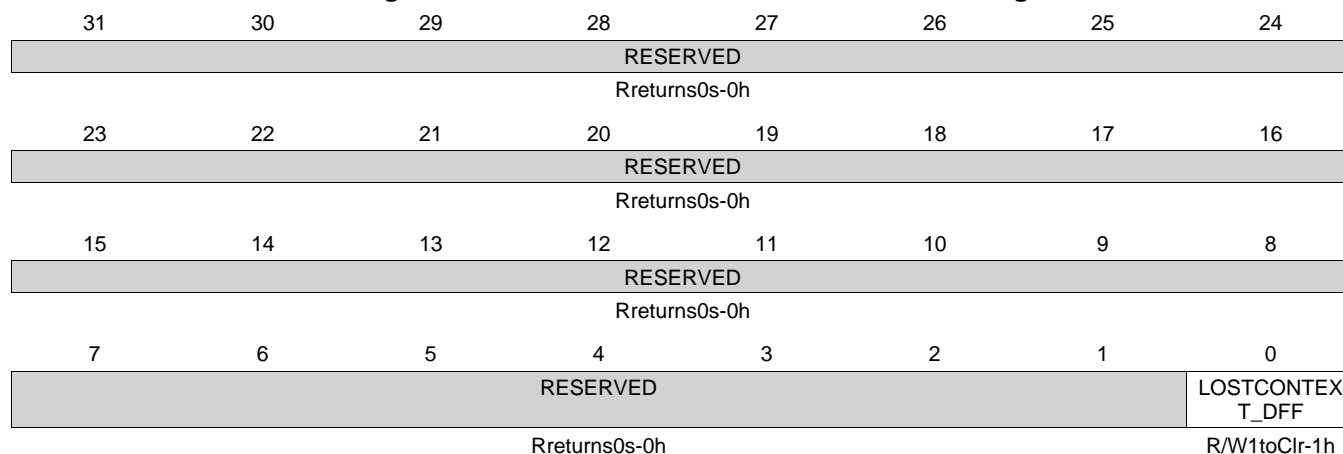 31 30 29 28 27 26 25 24
RESERVED
Rreturns0s-0h
23 22 21 20 19 18 17 16
RESERVED
Rreturns0s-0h
15 14 13 12 11 10 9 8
RESERVED
Rreturns0s-0h
7 6 5 4 3 2 1 0
RESERVED LOSTCONTEX
T_DFF
Rreturns0s-0h R/W1toClr-1h